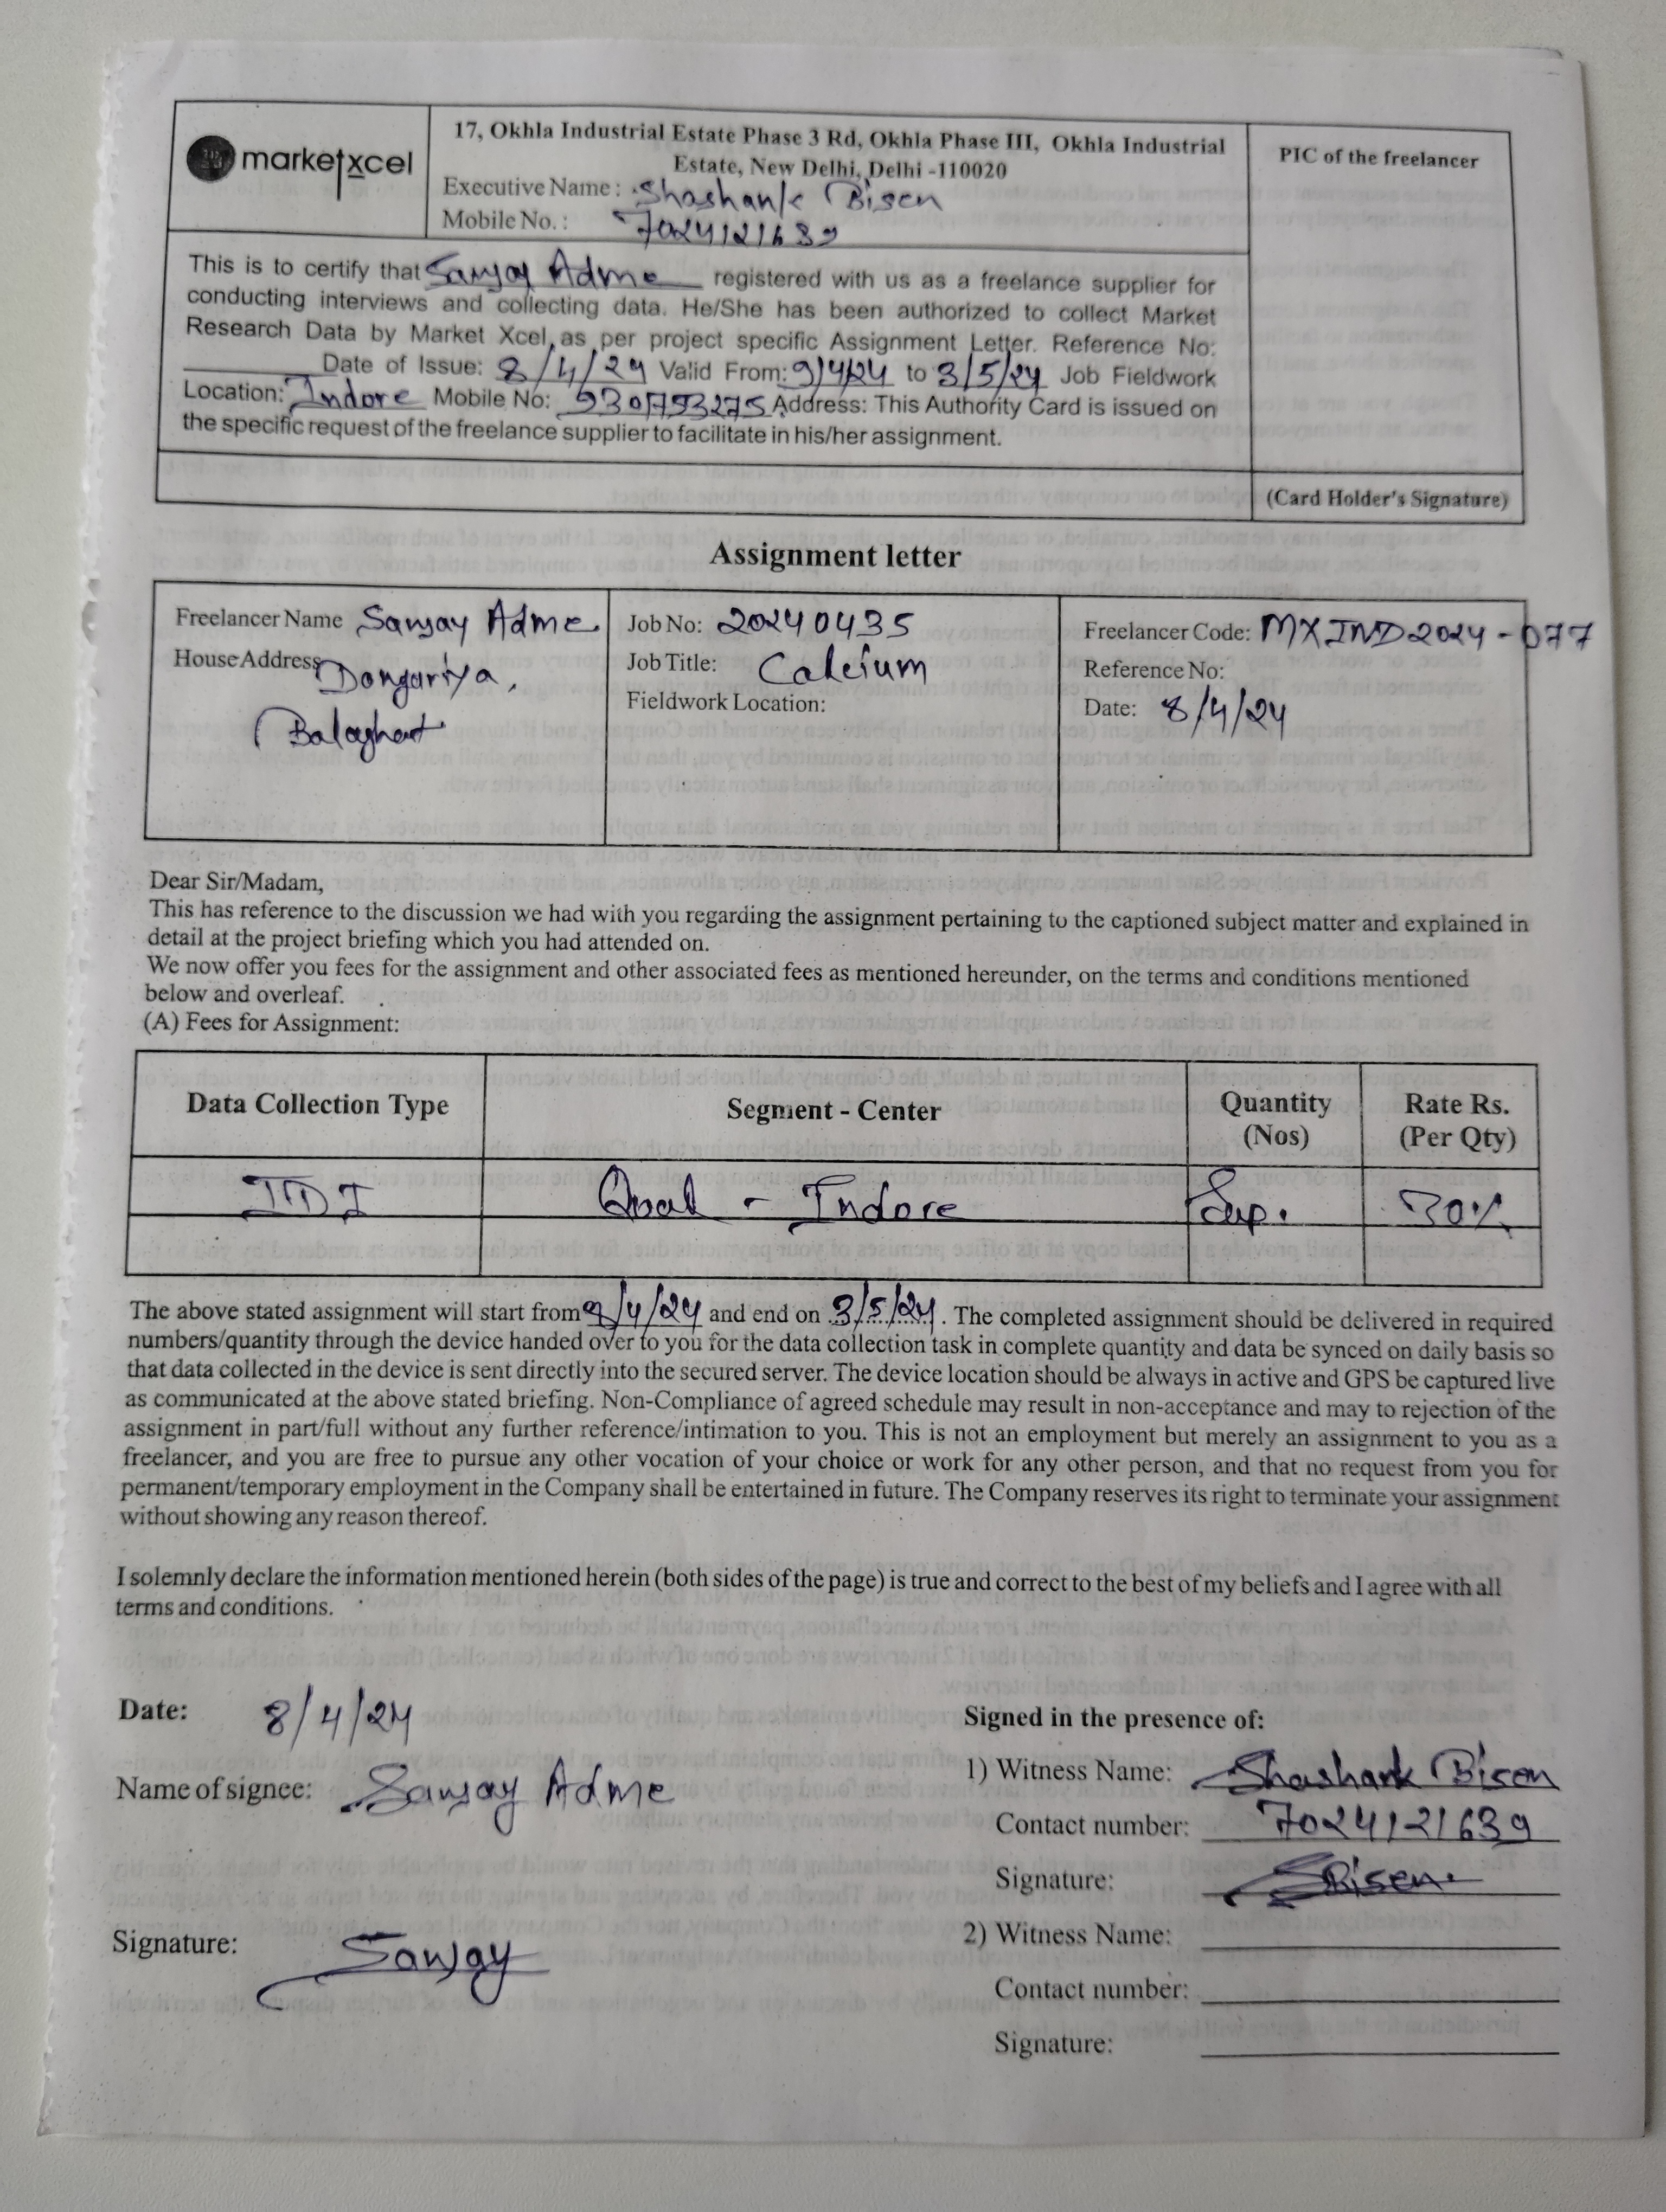 marketxcel
17, Okhla Industrial Estate Phase 3 Rd, Okhla Phase III, Okhla Industrial
Estate, New Delhi, Delhi -110020
Executive Name : Shashank Bisen
Mobile No. : 7024121639
PIC of the freelancer
This is to certify that Sanjay Adme registered with us as a freelance supplier for
conducting interviews and collecting data. He/She has been authorized to collect Market
Research Data by Market Xcel, as per project specific Assignment Letter. Reference No:
Date of Issue: 8/4/24 Valid From: 9/4/24 to 3/5/24 Job Fieldwork
Location: Indore Mobile No: Address: This Authority Card is issued on
the specific request of the freelance supplier to facilitate in his/her assignment.
(Card Holder's Signature)
Assignment letter
Freelancer Name Sanjay Adme
House Address Dongariya,
Balaghat
Job No: 20240435
Job Title: Calcium
Fieldwork Location:
Freelancer Code: MXIND2024-077
Reference No:
Date: 8/4/24
Dear Sir/Madam,
This has reference to the discussion we had with you regarding the assignment pertaining to the captioned subject matter and explained in
detail at the project briefing which you had attended on.
We now offer you fees for the assignment and other associated fees as mentioned hereunder, on the terms and conditions mentioned
below and overleaf.
(A) Fees for Assignment:
Data Collection Type Segment - Center Quantity (Nos) Rate Rs. (Per Qty)
Qual - Indore Sup. 30%
The above stated assignment will start from 9/4/24 and end on 3/5/24. The completed assignment should be delivered in required
numbers/quantity through the device handed over to you for the data collection task in complete quantity and data be synced on daily basis so
that data collected in the device is sent directly into the secured server. The device location should be always in active and GPS be captured live
as communicated at the above stated briefing. Non-Compliance of agreed schedule may result in non-acceptance and may to rejection of the
assignment in part/full without any further reference/intimation to you. This is not an employment but merely an assignment to you as a
freelancer, and you are free to pursue any other vocation of your choice or work for any other person, and that no request from you for
permanent/temporary employment in the Company shall be entertained in future. The Company reserves its right to terminate your assignment
without showing any reason thereof.
I solemnly declare the information mentioned herein (both sides of the page) is true and correct to the best of my beliefs and I agree with all
terms and conditions.
Date: 8/4/24
Name of signee: Sanjay Adme
Signature: Sanjay
Signed in the presence of:
1) Witness Name: Shashank Bisen
Contact number: 7024121639
Signature: SBisen
2) Witness Name:
Contact number:
Signature: